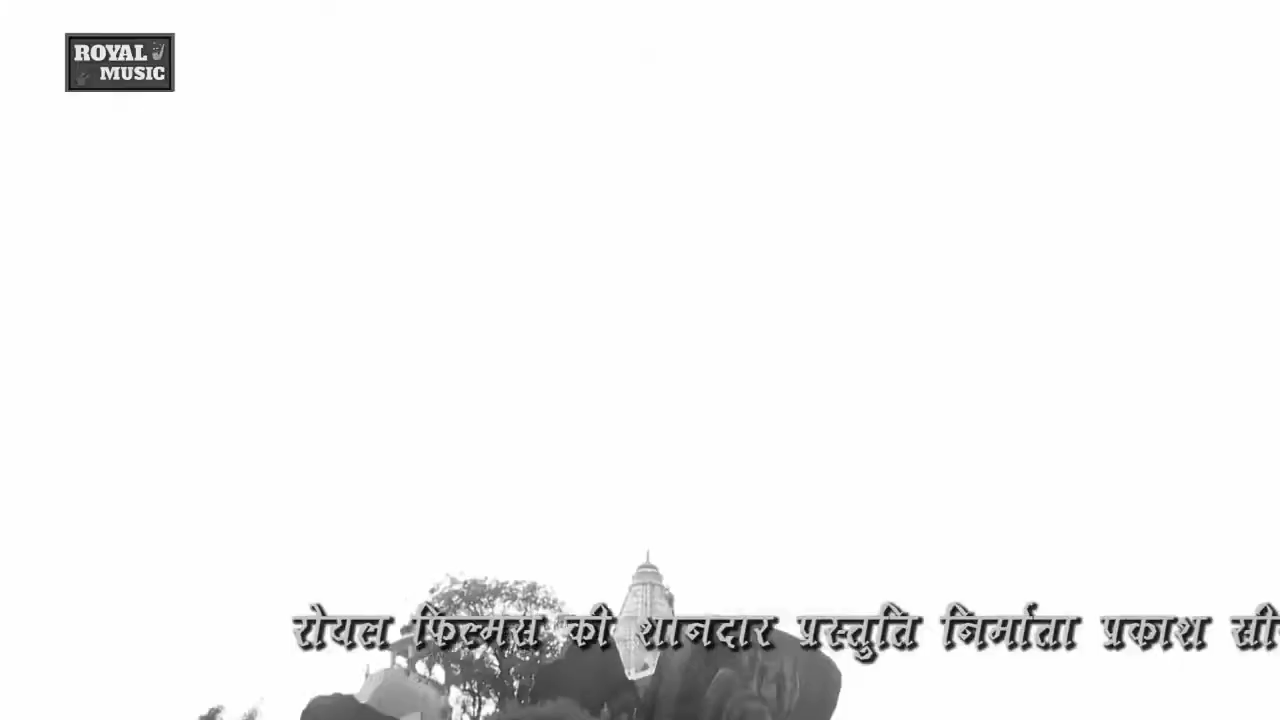 ROYAL
MUSIC
रोयल फिल्मस की शानदार प्रस्तुति निर्माता प्रकाश सी